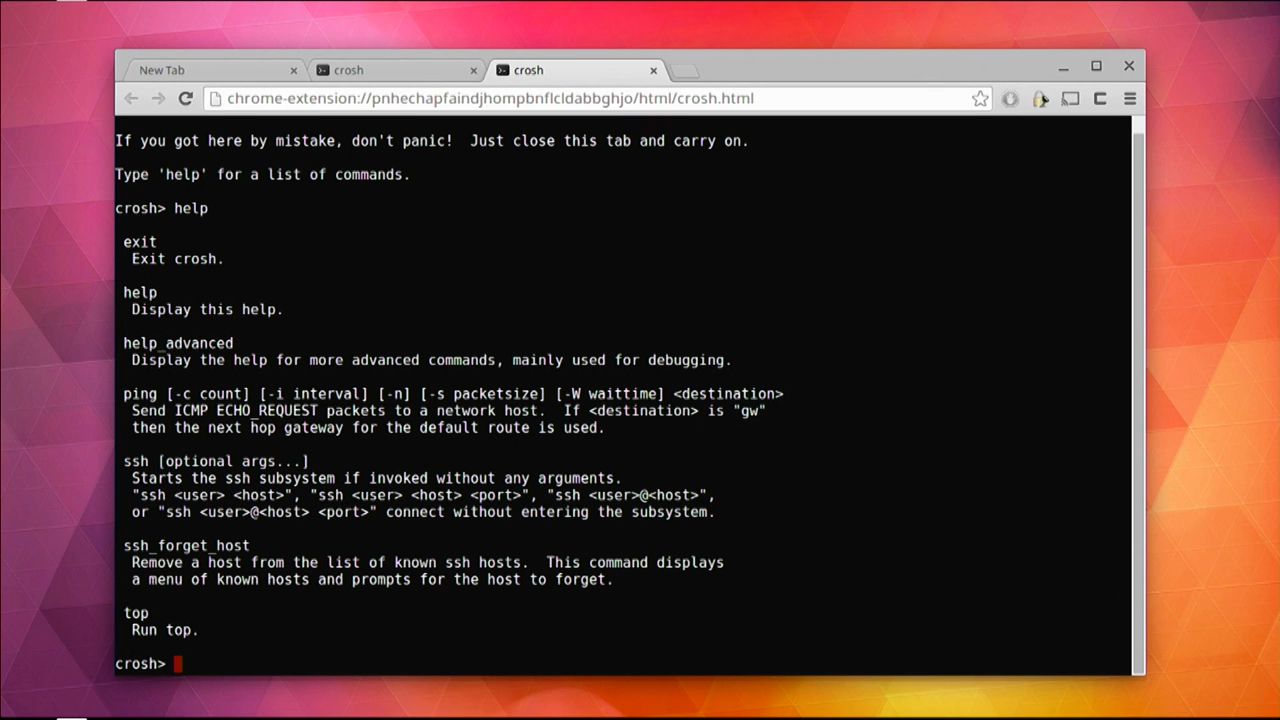 New Tab
crosh
crosh
chrome-extension://pnhechapfaindjhompbnflcldabbghjo/html/crosh.html
If you got here by mistake, don't panic!  Just close this tab and carry on.
Type 'help' for a list of commands.
crosh> help
exit
Exit crosh.
help
Display this help.
help_advanced
Display the help for more advanced commands, mainly used for debugging.
ping [-c count] [-i interval] [-n] [-s packetsize] [-W waittime] <destination>
Send ICMP ECHO_REQUEST packets to a network host.  If <destination> is "gw"
then the next hop gateway for the default route is used.
ssh [optional args...]
Starts the ssh subsystem if invoked without any arguments.
"ssh <user> <host>", "ssh <user> <host> <port>", "ssh <user>@<host>",
or "ssh <user>@<host> <port>" connect without entering the subsystem.
ssh_forget_host
Remove a host from the list of known ssh hosts.  This command displays
a menu of known hosts and prompts for the host to forget.
top
Run top.
crosh>